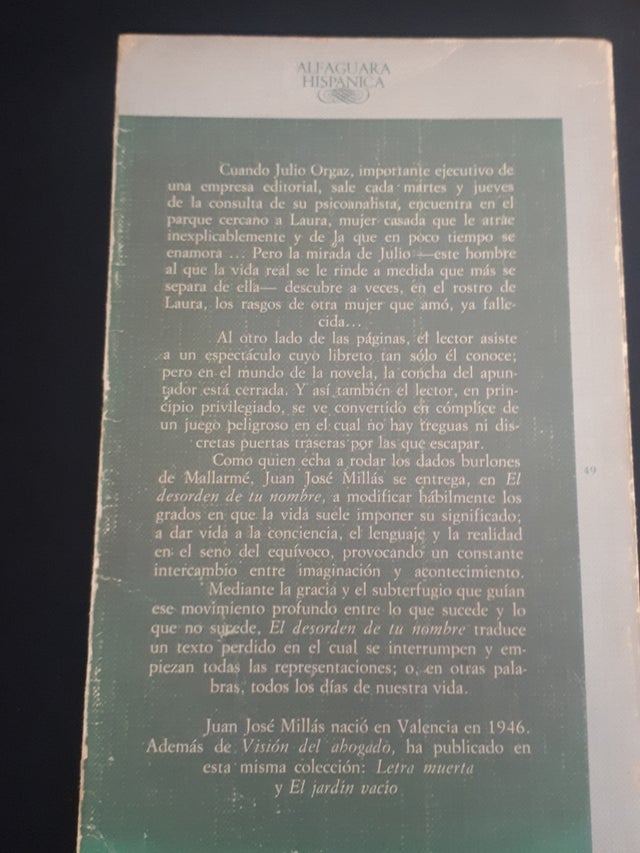 ALFAGUARA
HISPANICA
Cuando Julio Orgaz, importante ejecutivo de
una empresa editorial, sale cada martes y jueves
de la consulta de su psicoanalista, encuentra en el
parque cercano a Laura, mujer casada que le atrae
inexplicablemente y de la que en poco tiempo se
enamora ... Pero la mirada de Julio —este hombre
al que la vida real se le rinde a medida que más se
separa de ella— descubre a veces, en el rostro de
Laura, los rasgos de otra mujer que amó, ya falle-
cida...
Al otro lado de las páginas, el lector asiste
a un espectáculo cuyo libreto tan sólo él conoce;
pero en el mundo de la novela, la concha del apun-
tador está cerrada. Y así también el lector, en prin-
cipio privilegiado, se ve convertido en cómplice de
un juego peligroso en el cual no hay treguas ni dis-
cretas puertas traseras por las que escapar.
Como quien echa a rodar los dados burlones
de Mallarmé, Juan José Millás se entrega, en El
desorden de tu nombre, a modificar hábilmente los
grados en que la vida suele imponer su significado;
a dar vida a la conciencia, el lenguaje y la realidad
en el seno del equívoco, provocando un constante
intercambio entre imaginación y acontecimiento.
Mediante la gracia y el subterfugio que guían
ese movimiento profundo entre lo que sucede y lo
que no sucede, El desorden de tu nombre traduce
un texto perdido en el cual se interrumpen y em-
piezan todas las representaciones; o, en otras pala-
bras, todos los días de nuestra vida.
Juan José Millás nació en Valencia en 1946.
Además de Visión del ahogado, ha publicado en
esta misma colección: Letra muerta
y El jardín vacío
49